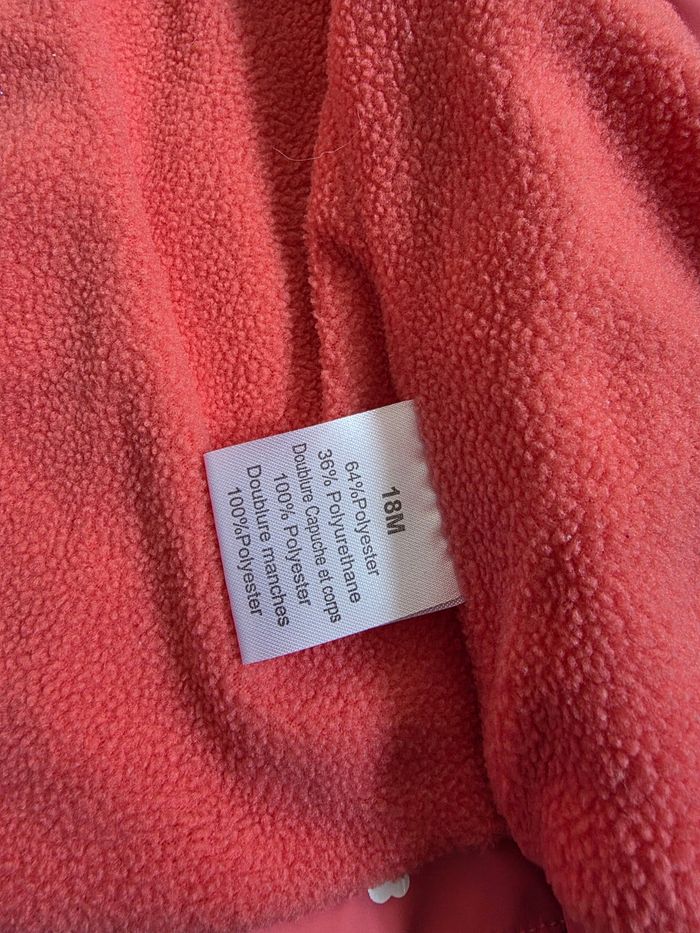 18M
64%Polyester
36% Polyurethane
Doublure Capuche et corps
100% Polyester
Doublure manches
100%Polyester